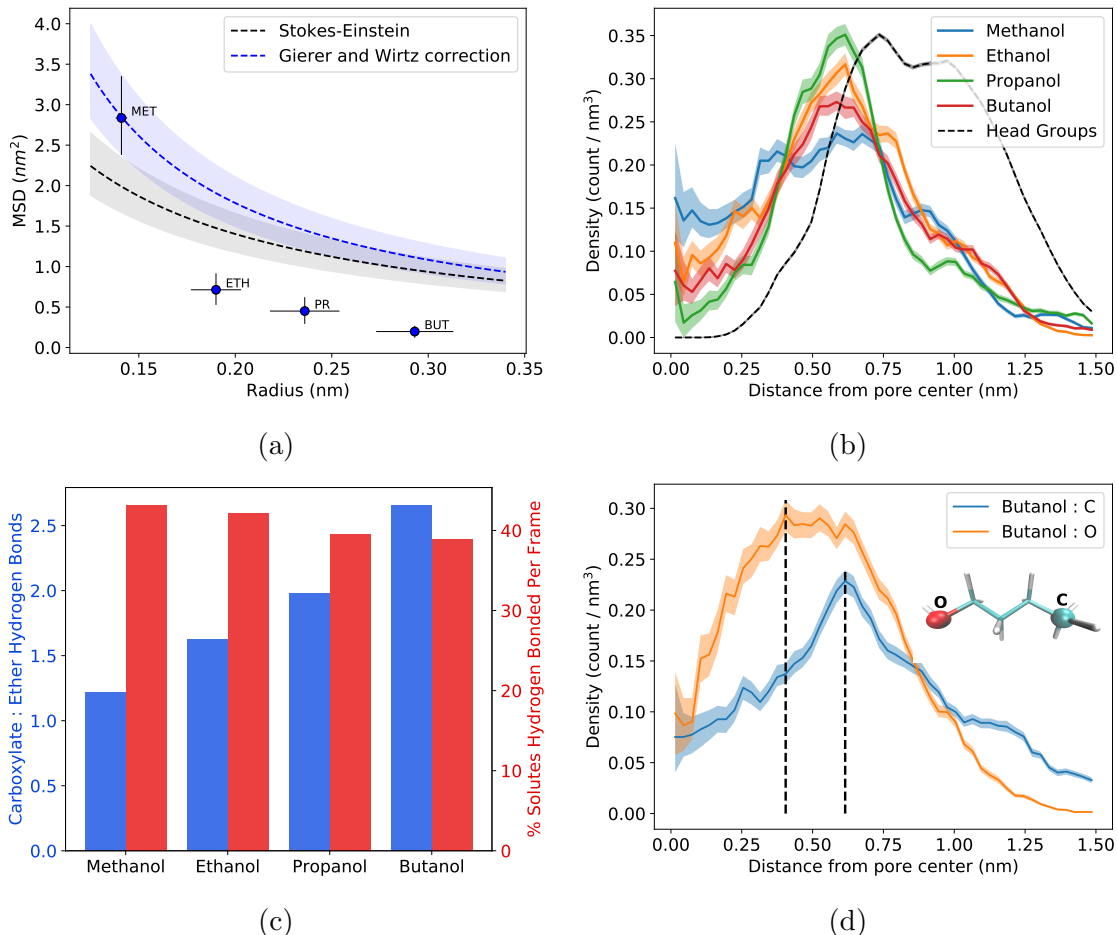 4.0
3.5
3.0
2.5
2.0
1.5
1.0
0.5
0.0
MSD (nm²)
Stokes-Einstein
Gierer and Wirtz correction
MET
ETH
PR
BUT
0.15 0.20 0.25 0.30 0.35
Radius (nm)
(a)
0.35
0.30
0.25
0.20
0.15
0.10
0.05
0.00
Density (count / nm³)
Methanol
Ethanol
Propanol
Butanol
Head Groups
0.00 0.25 0.50 0.75 1.00 1.25 1.50
Distance from pore center (nm)
(b)
Carboxylate : Ether Hydrogen Bonds
2.5
2.0
1.5
1.0
0.5
0.0
40
30
20
10
0
% Solutes Hydrogen Bonded Per Frame
Methanol Ethanol Propanol Butanol
(c)
0.30
0.25
0.20
0.15
0.10
0.05
0.00
Density (count / nm³)
Butanol : C
Butanol : O
O
C
0.00 0.25 0.50 0.75 1.00 1.25 1.50
Distance from pore center (nm)
(d)